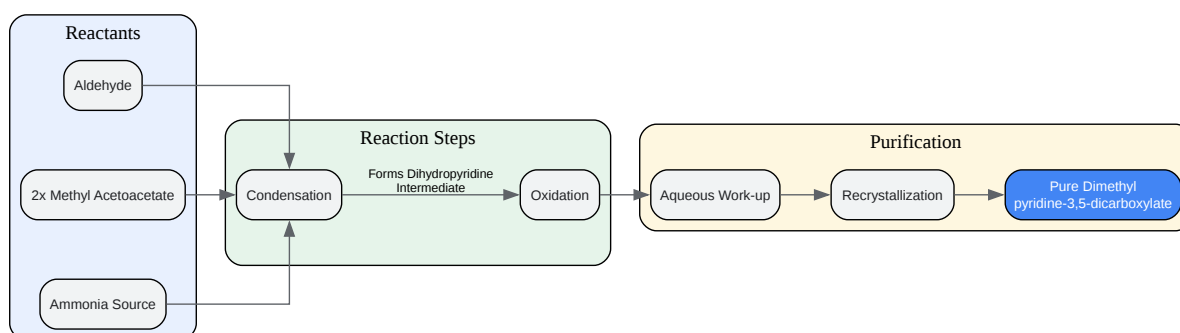 Reactants
Aldehyde
2x Methyl Acetoacetate
Ammonia Source
Reaction Steps
Condensation
Forms Dihydropyridine
Intermediate
Oxidation
Purification
Aqueous Work-up
Recrystallization
Pure Dimethyl
pyridine-3,5-dicarboxylate